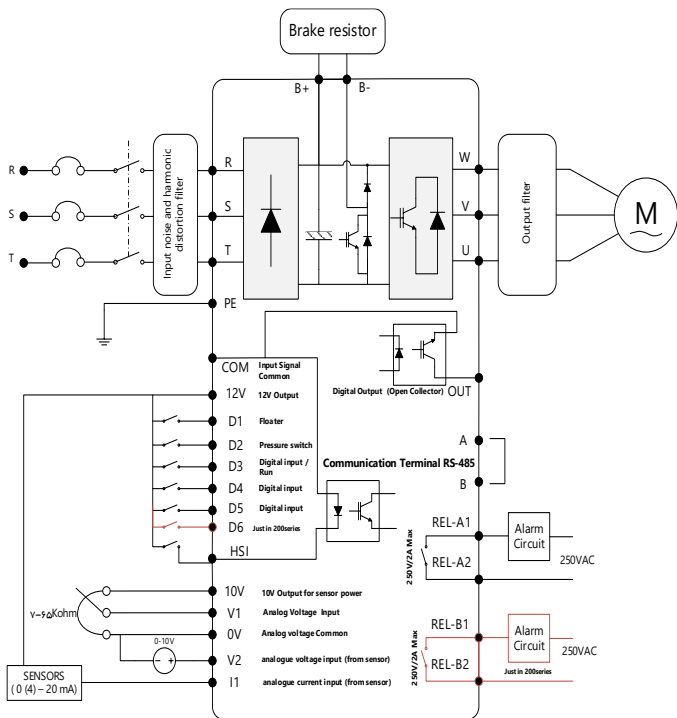 Brake resistor
B+
B-
R
S
T
Input noise and harmonic
distortion filter
R
S
T
PE
W
V
U
Output filter
M
COM
Input Signal
Common
12V
12V Output
D1
Floater
D2
Pressure switch
D3
Digital input /
Run
D4
Digital input
D5
Digital input
D6
Just in 200series
HSI
Digital Output (Open Collector)
OUT
Communication Terminal RS-485
A
B
REL-A1
REL-A2
250V/2A Max
Alarm
Circuit
250VAC
10V
10V Output for sensor power
V1
Analog Voltage Input
0V
Analog voltage Common
V2
analogue voltage input (from sensor)
I1
analogue current input (from sensor)
۷-۶۵Kohm
0-10V
- +
SENSORS
( 0 (4) – 20 mA)
REL-B1
REL-B2
250V/2A Max
Alarm
Circuit
Just in 200series
250VAC